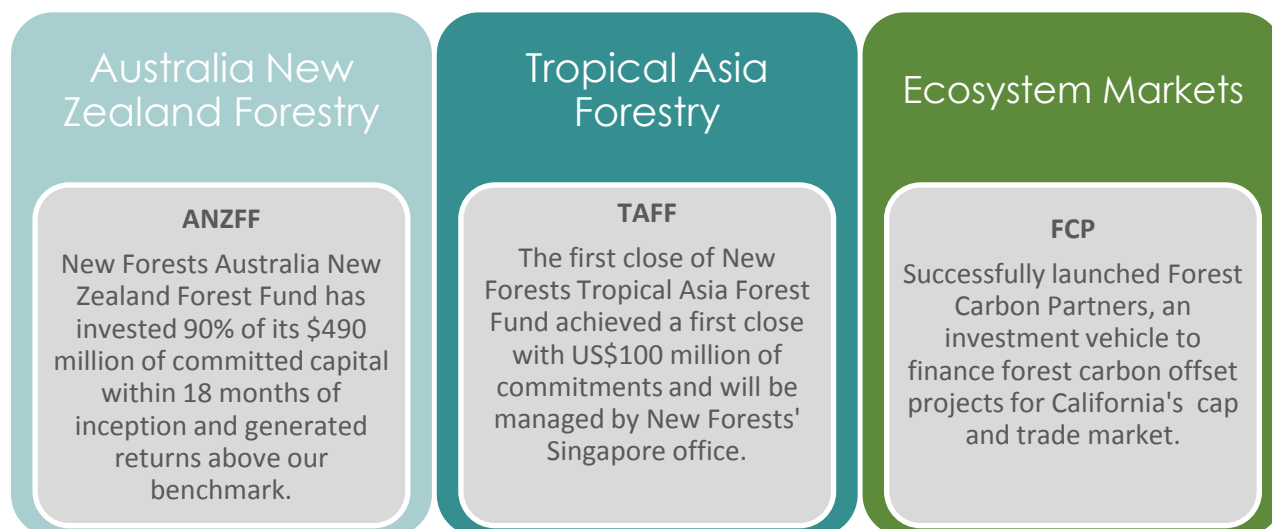 Australia New
Zealand Forestry
ANZFF
New Forests Australia New
Zealand Forest Fund has
invested 90% of its $490
million of committed capital
within 18 months of
inception and generated
returns above our
benchmark.
Tropical Asia
Forestry
TAFF
The first close of New
Forests Tropical Asia Forest
Fund achieved a first close
with US$100 million of
commitments and will be
managed by New Forests'
Singapore office.
Ecosystem Markets
FCP
Successfully launched Forest
Carbon Partners, an
investment vehicle to
finance forest carbon offset
projects for California's  cap
and trade market.